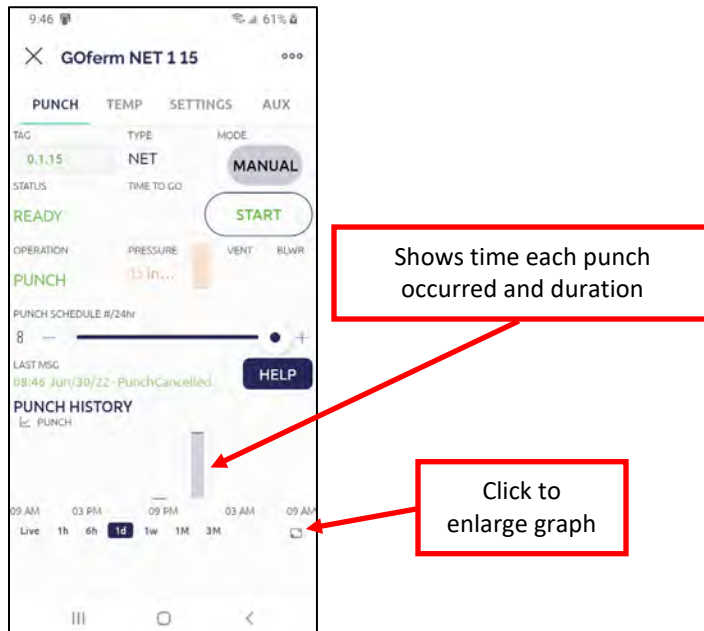 9:46 61%
GOferm NET 1 15
PUNCH TEMP SETTINGS AUX
TAG TYPE MODE
0.1.15 NET MANUAL
STATUS TIME TO GO
READY START
OPERATION PRESSURE VENT BLWR
PUNCH 15 in...
PUNCH SCHEDULE #/24hr
8 — +
LAST MSG
08:46 Jun/30/22- PunchCancelled
HELP
PUNCH HISTORY
PUNCH
09 AM 03 PM 09 PM 03 AM 09 AM
Live 1h 6h 1d 1w 1M 3M
Shows time each punch
occurred and duration
Click to
enlarge graph